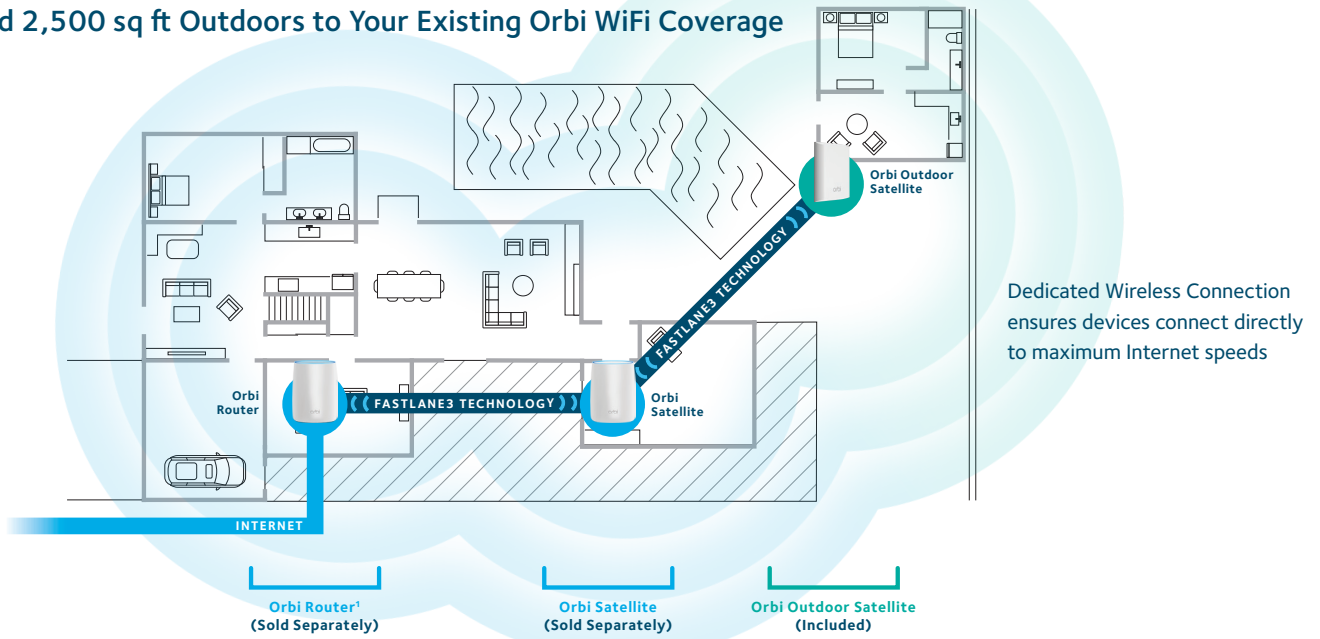 2,500 sq ft Outdoors to Your Existing Orbi WiFi Coverage
Orbi Outdoor
Satellite
FASTLANE3 TECHNOLOGY
Dedicated Wireless Connection
ensures devices connect directly
to maximum Internet speeds
Orbi
Router
FASTLANE3 TECHNOLOGY
Orbi
Satellite
INTERNET
Orbi Router¹
(Sold Separately)
Orbi Satellite
(Sold Separately)
Orbi Outdoor Satellite
(Included)